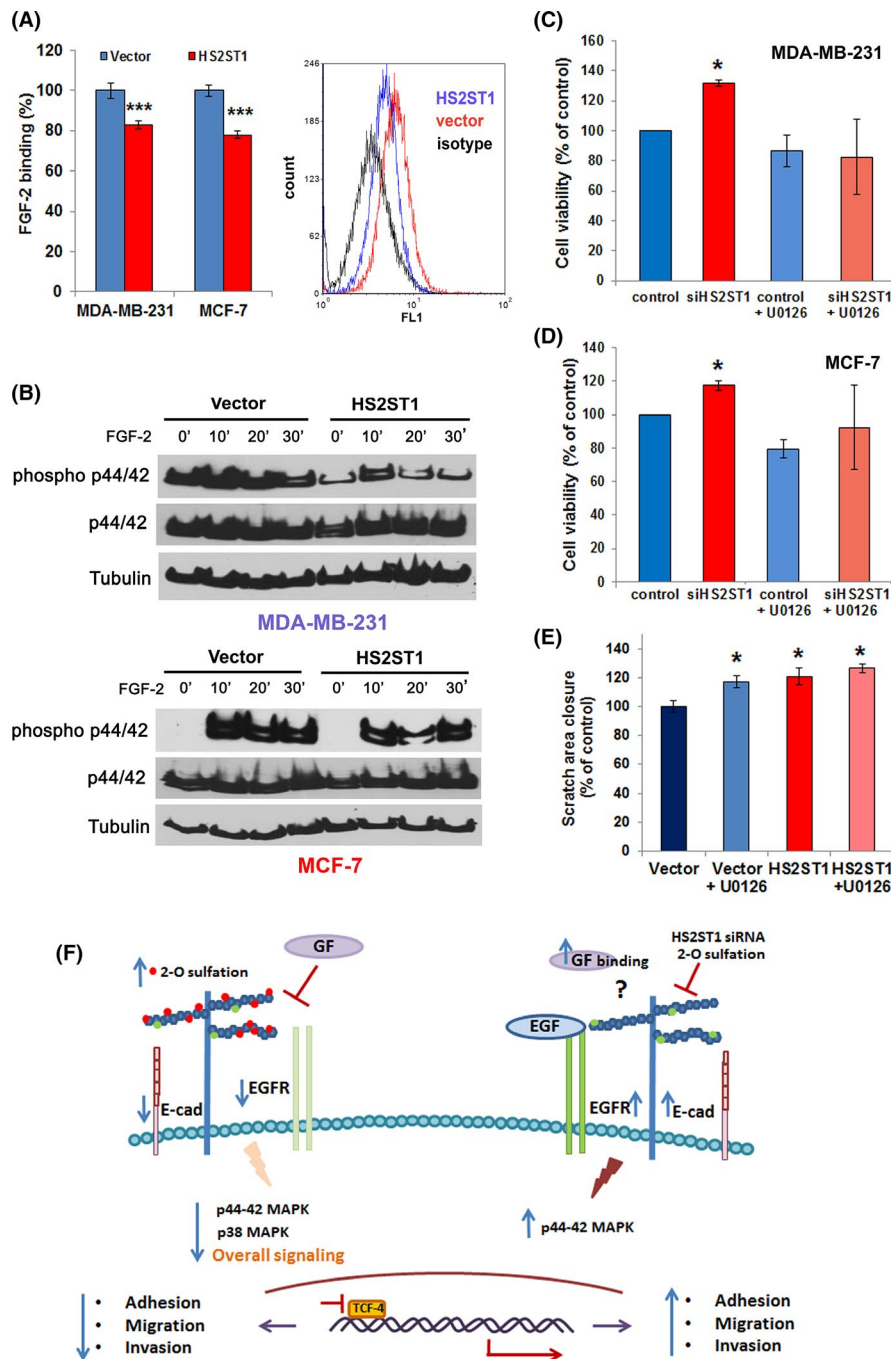 (A)
Vector HS2ST1
FGF-2 binding (%)
120
100
80
60
40
20
0
***
***
MDA-MB-231 MCF-7
HS2ST1
vector
isotype
count
246
185
123
62
0
10⁰ 10¹ 10²
FL1
(B)
Vector HS2ST1
FGF-2 0' 10' 20' 30' 0' 10' 20' 30'
phospho p44/42
p44/42
Tubulin
MDA-MB-231
Vector HS2ST1
FGF-2 0' 10' 20' 30' 0' 10' 20' 30'
phospho p44/42
p44/42
Tubulin
MCF-7
(C)
MDA-MB-231
Cell viability (% of control)
160
140
120
100
80
60
40
20
0
*
control siHS2ST1 control + U0126 siHS2ST1 + U0126
(D)
MCF-7
Cell viability (% of control)
140
120
100
80
60
40
20
0
*
control siHS2ST1 control + U0126 siHS2ST1 + U0126
(E)
Scratch area closure
(% of control)
140
120
100
80
60
40
20
0
* * *
Vector Vector + U0126 HS2ST1 HS2ST1 +U0126
(F)
2-O sulfation
GF
E-cad
EGFR
p44-42 MAPK
p38 MAPK
Overall signaling
• Adhesion
• Migration
• Invasion
TCF-4
GF binding
?
HS2ST1 siRNA
2-O sulfation
EGF
EGFR
E-cad
p44-42 MAPK
• Adhesion
• Migration
• Invasion